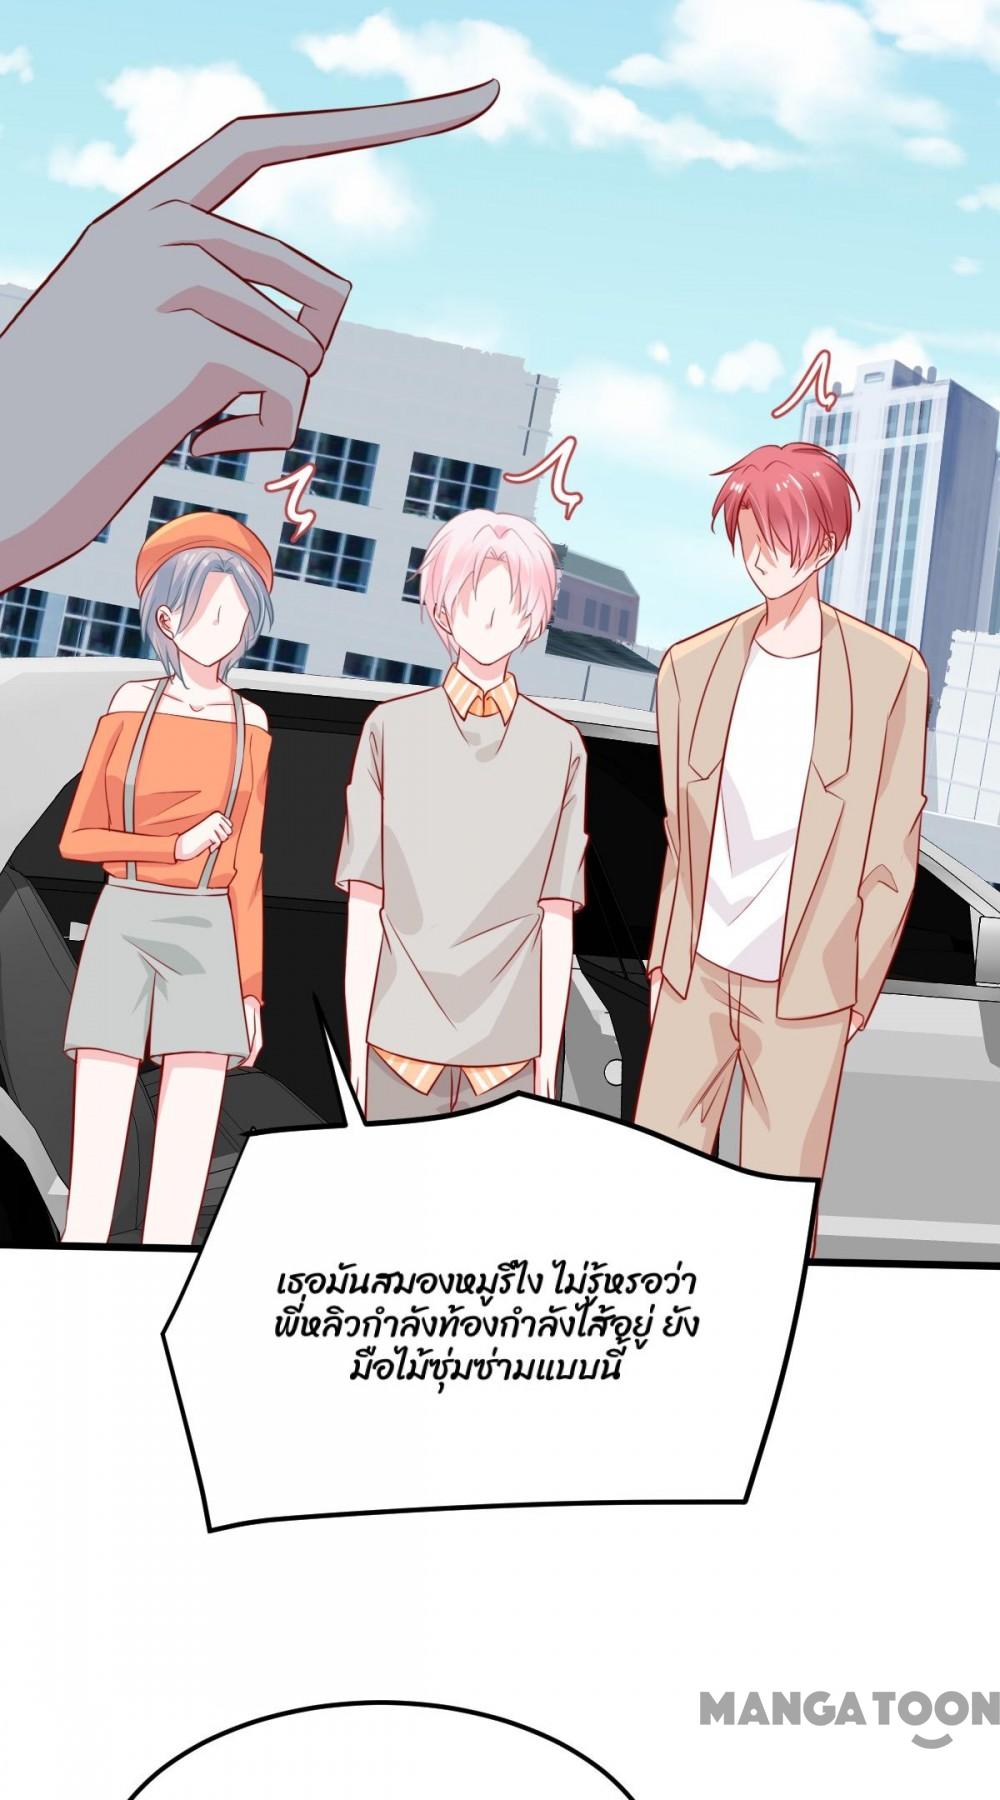 เธอมันสมองหมูรึไง ไม่รู้หรอว่า
พี่หลิวกำลังท้องกำลังไส้อยู่ ยัง
มือไม้ซุ่มซ่ามแบบนี้
MANGATOON